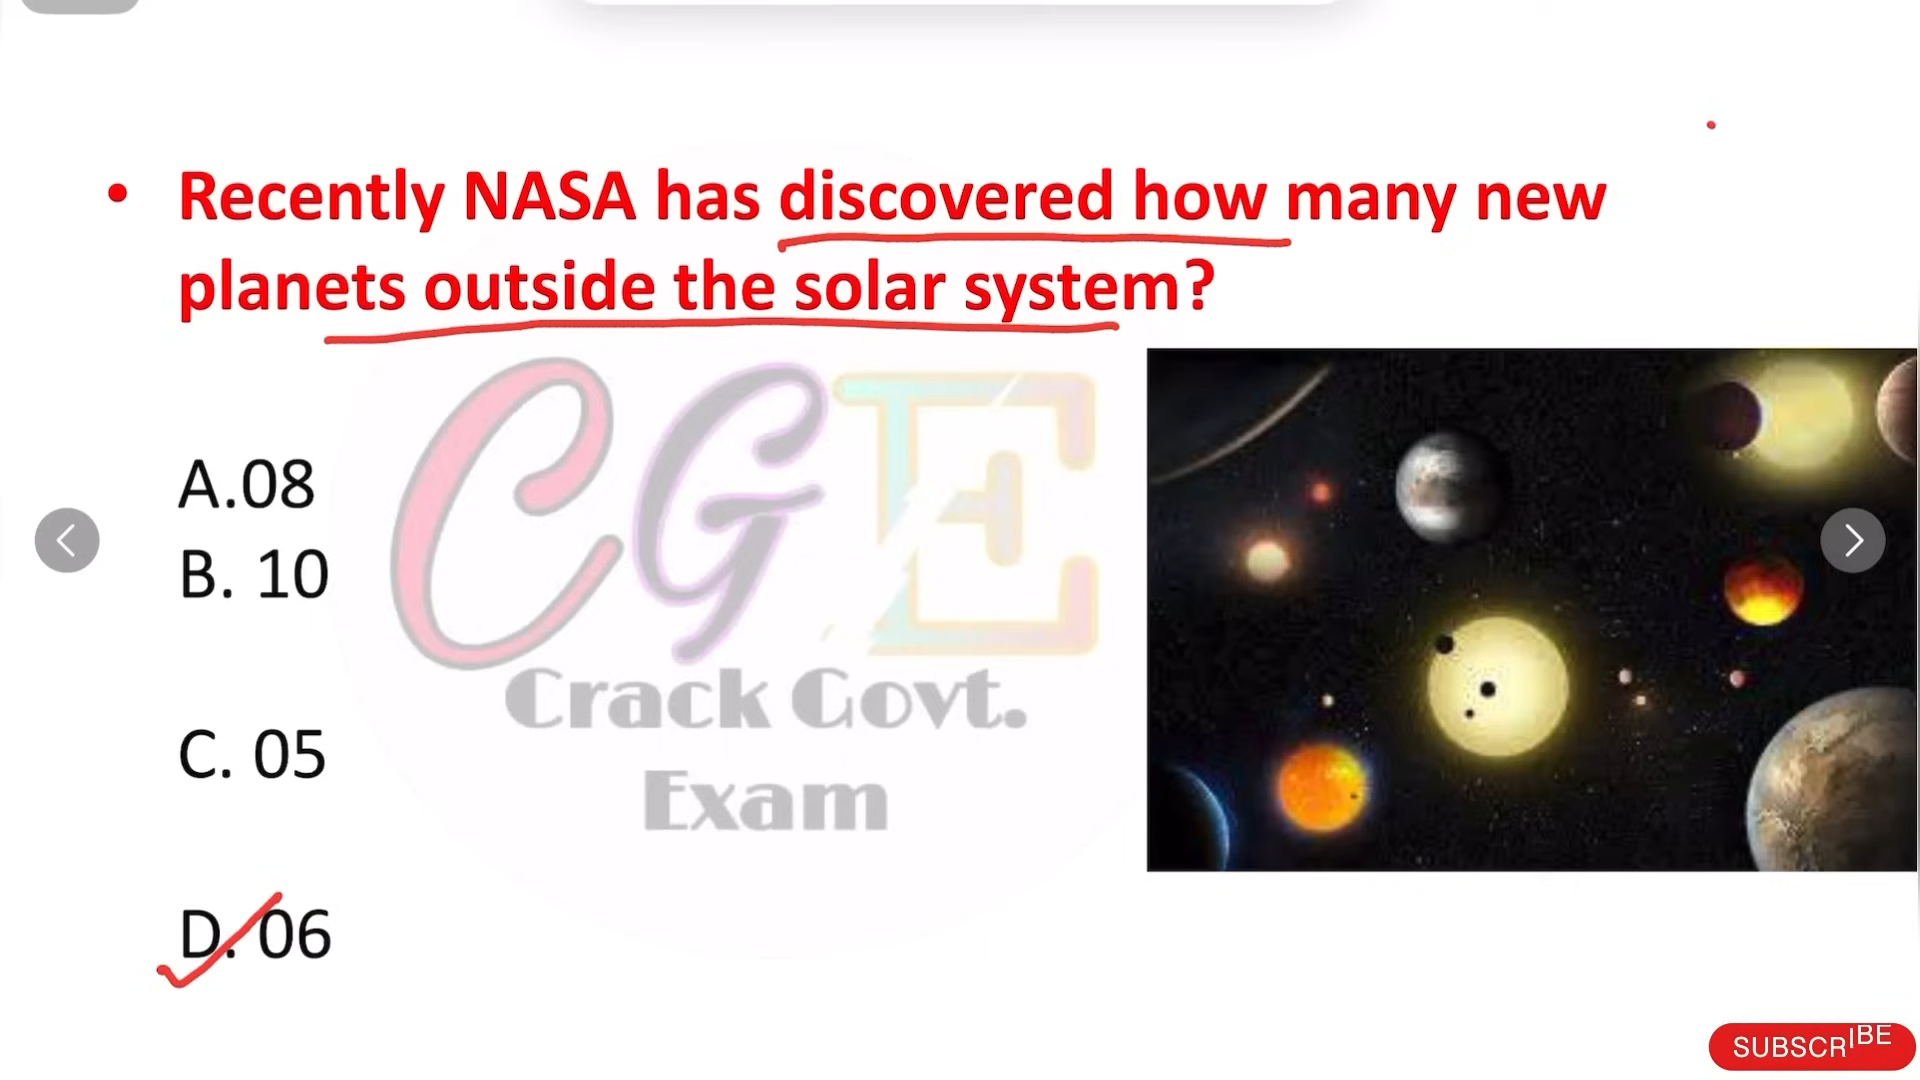 • Recently NASA has discovered how many new
planets outside the solar system?
A.08
B. 10
C. 05
D. 06
CGE
Crack Govt.
Exam
SUBSCRIBE